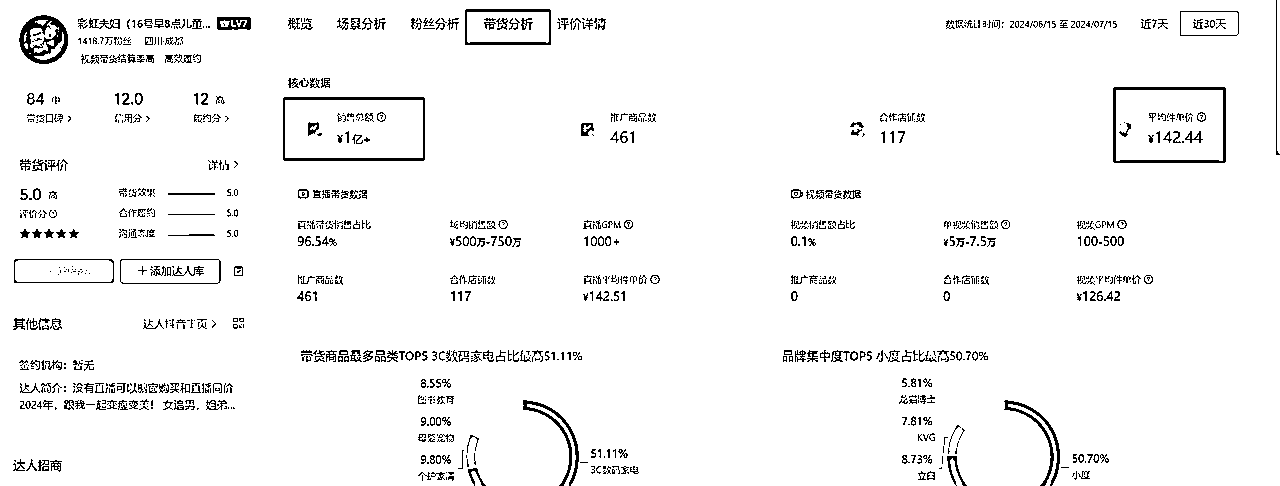 彩虹夫妇（16号早8点儿童... LV7
1418.7万粉丝 四川·成都
视频带货结算率高 高效履约
84 中
带货口碑 >
12.0
信用分 >
12 高
履约分 >
带货评价
详情 >
5.0 高
评价分
带货效果 5.0
合作履约 5.0
沟通态度 5.0
+ 添加达人库
其他信息
达人抖音主页 >
签约机构：暂无
达人简介：没有直播可以橱窗购买和直播同价
2024年，跟我一起变瘦变美！女追男，姐弟...
达人招商
概览 场景分析 粉丝分析 带货分析 评价详情
数据统计时间：2024/06/15 至 2024/07/15 近7天 近30天
核心数据
销售总额
¥1亿+
推广商品数
461
合作店铺数
117
平均件单价
¥142.44
直播带货数据
直播带货销售占比
96.54%
场均销售额
¥500万-750万
直播GPM
1000+
推广商品数
461
合作店铺数
117
直播平均件单价
¥142.51
视频带货数据
视频销售额占比
0.1%
单视频销售额
¥5万-7.5万
视频GPM
100-500
推广商品数
0
合作店铺数
0
视频平均件单价
¥126.42
带货商品最多品类TOP5 3C数码家电占比最高51.11%
8.55%
图书教育
9.00%
母婴宠物
9.80%
个护家清
51.11%
3C数码家电
品牌集中度TOP5 小度占比最高50.70%
5.81%
龙猫博士
7.81%
KVG
8.73%
立白
50.70%
小度